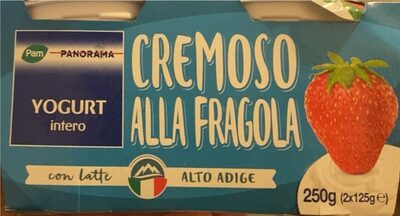 Pam PANORAMA
YOGURT
intero
CREMOSO
ALLA FRAGOLA
con latte ALTO ADIGE
250g (2x125g℮)